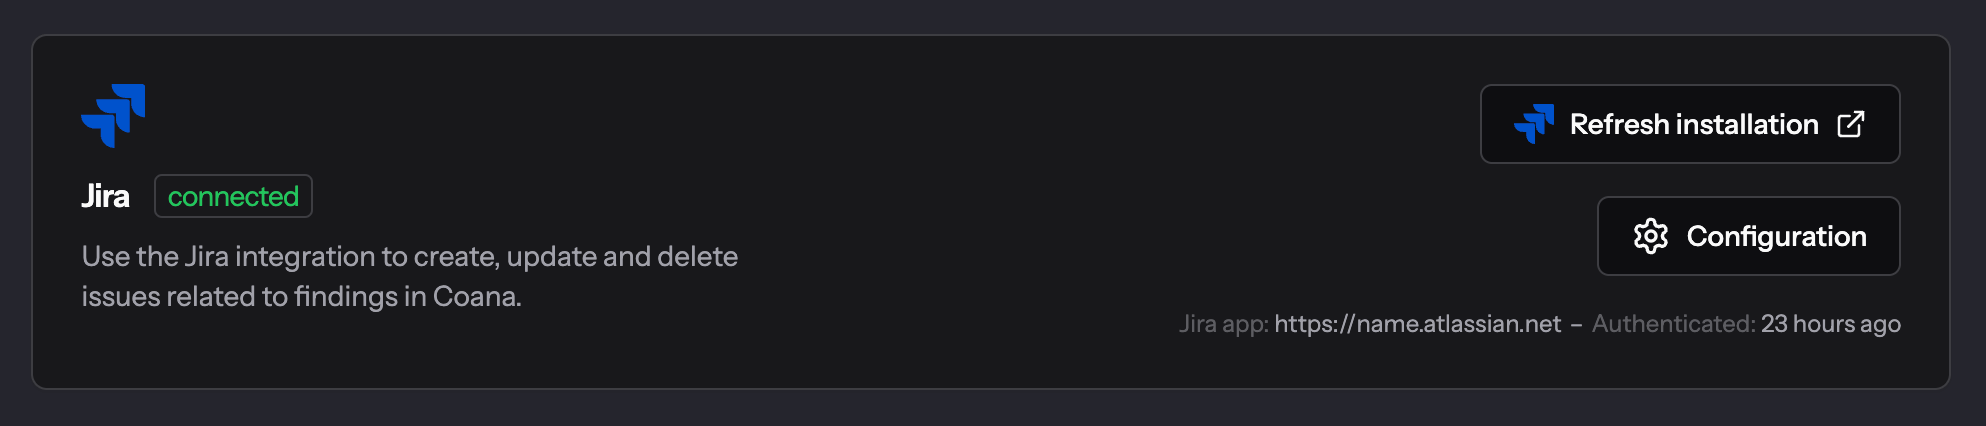 Jira connected
Use the Jira integration to create, update and delete
issues related to findings in Coana.
Refresh installation
Configuration
Jira app: https://name.atlassian.net – Authenticated: 23 hours ago